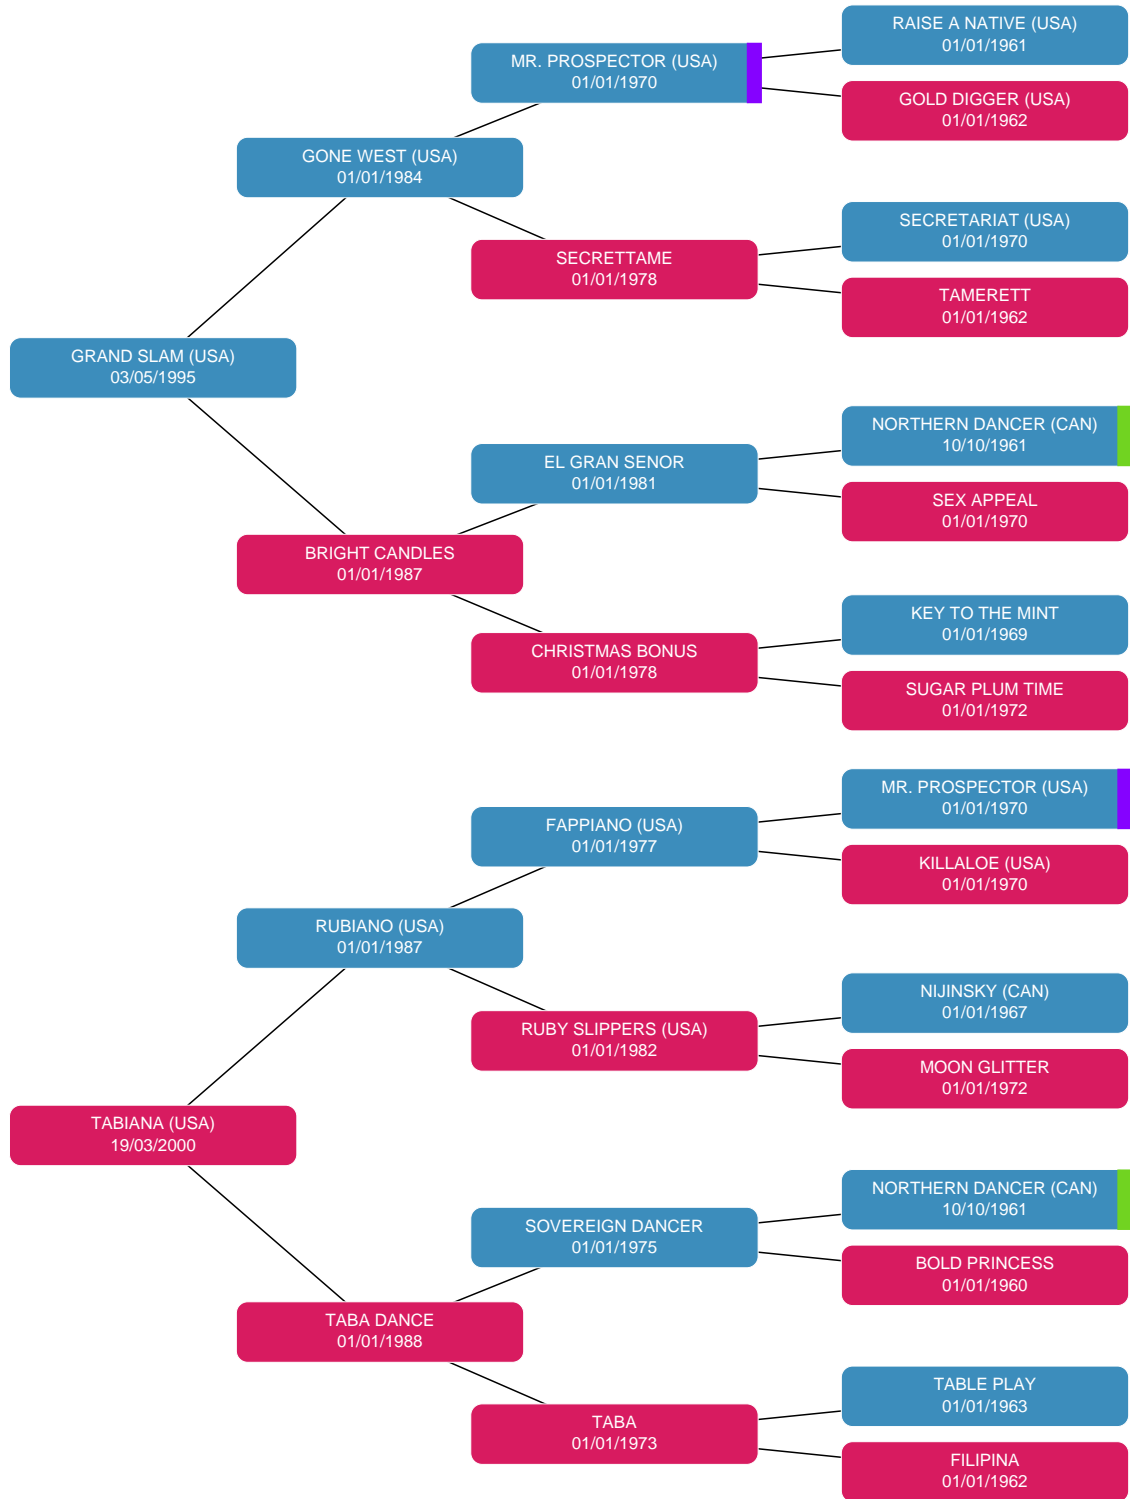 RAISE A NATIVE (USA)
01/01/1961
MR. PROSPECTOR (USA)
01/01/1970
GOLD DIGGER (USA)
01/01/1962
GONE WEST (USA)
01/01/1984
SECRETARIAT (USA)
01/01/1970
SECRETTAME
01/01/1978
TAMERETT
01/01/1962
GRAND SLAM (USA)
03/05/1995
NORTHERN DANCER (CAN)
10/10/1961
EL GRAN SENOR
01/01/1981
SEX APPEAL
01/01/1970
BRIGHT CANDLES
01/01/1987
KEY TO THE MINT
01/01/1969
CHRISTMAS BONUS
01/01/1978
SUGAR PLUM TIME
01/01/1972
MR. PROSPECTOR (USA)
01/01/1970
FAPPIANO (USA)
01/01/1977
KILLALOE (USA)
01/01/1970
RUBIANO (USA)
01/01/1987
NIJINSKY (CAN)
01/01/1967
RUBY SLIPPERS (USA)
01/01/1982
MOON GLITTER
01/01/1972
TABIANA (USA)
19/03/2000
NORTHERN DANCER (CAN)
10/10/1961
SOVEREIGN DANCER
01/01/1975
BOLD PRINCESS
01/01/1960
TABA DANCE
01/01/1988
TABLE PLAY
01/01/1963
TABA
01/01/1973
FILIPINA
01/01/1962